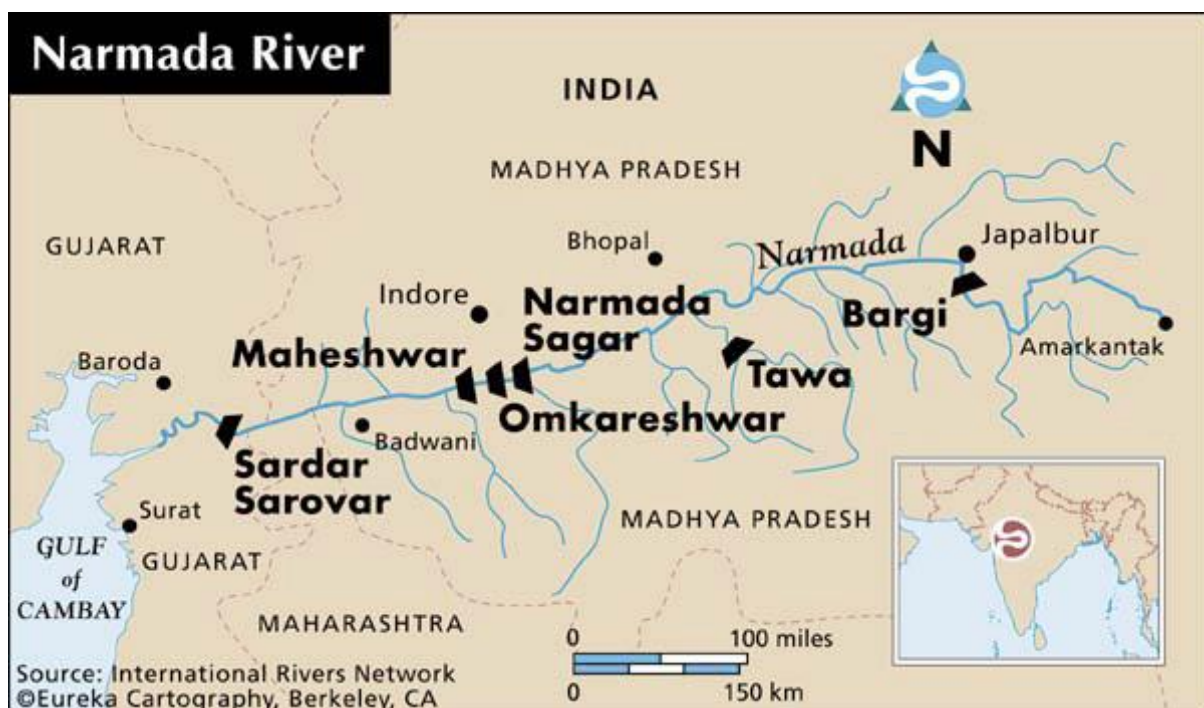 Narmada River
INDIA
N
MADHYA PRADESH
GUJARAT
Bhopal
Narmada
Japalbur
Indore
Narmada
Sagar
Bargi
Maheshwar
Amarkantak
Baroda
Tawa
Omkareshwar
Badwani
Sardar
Sarovar
Surat
MADHYA PRADESH
GULF
of
CAMBAY
GUJARAT
MAHARASHTRA
0 100 miles
0 150 km
Source: International Rivers Network
©Eureka Cartography, Berkeley, CA